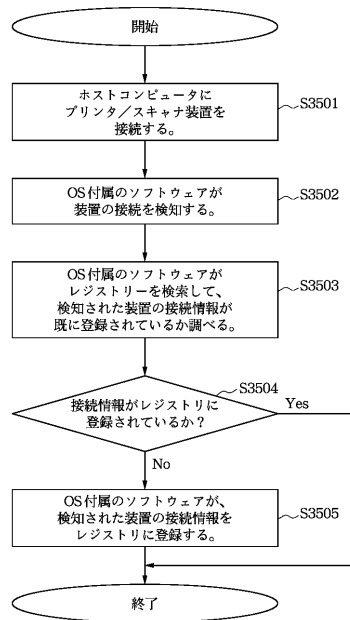 開始
ホストコンピュータに
プリンタ／スキャナ装置を
接続する。
S3501
OS付属のソフトウェアが
装置の接続を検知する。
S3502
OS付属のソフトウェアが
レジストリーを検索して、
検知された装置の接続情報が
既に登録されているか調べる。
S3503
S3504
接続情報がレジストリに
登録されているか？
Yes
No
OS付属のソフトウェアが、
検知された装置の接続情報を
レジストリに登録する。
S3505
終了